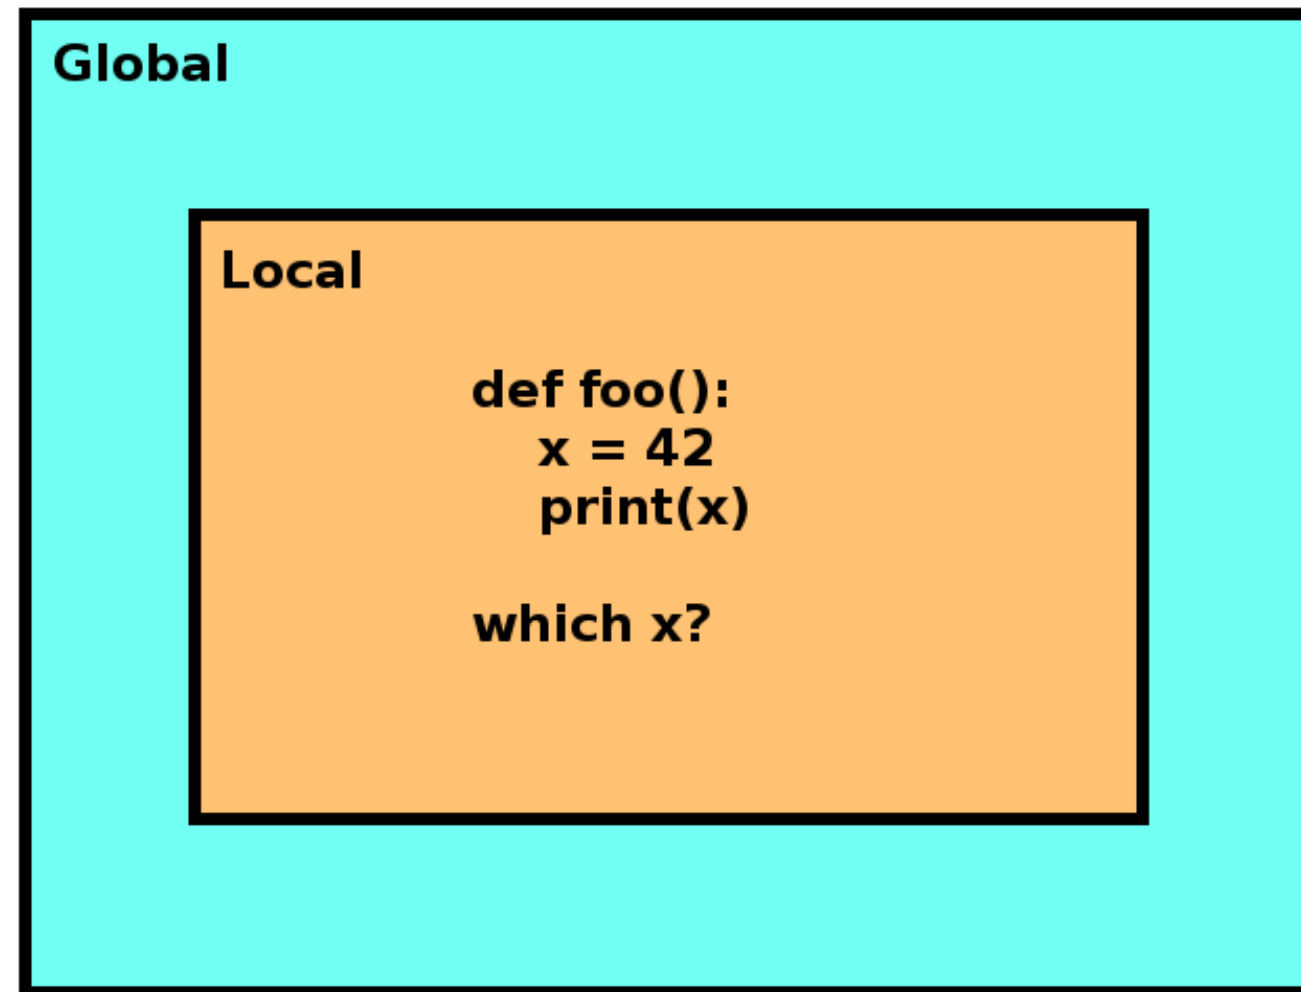 Global
Local
def foo():
x = 42
print(x)
which x?